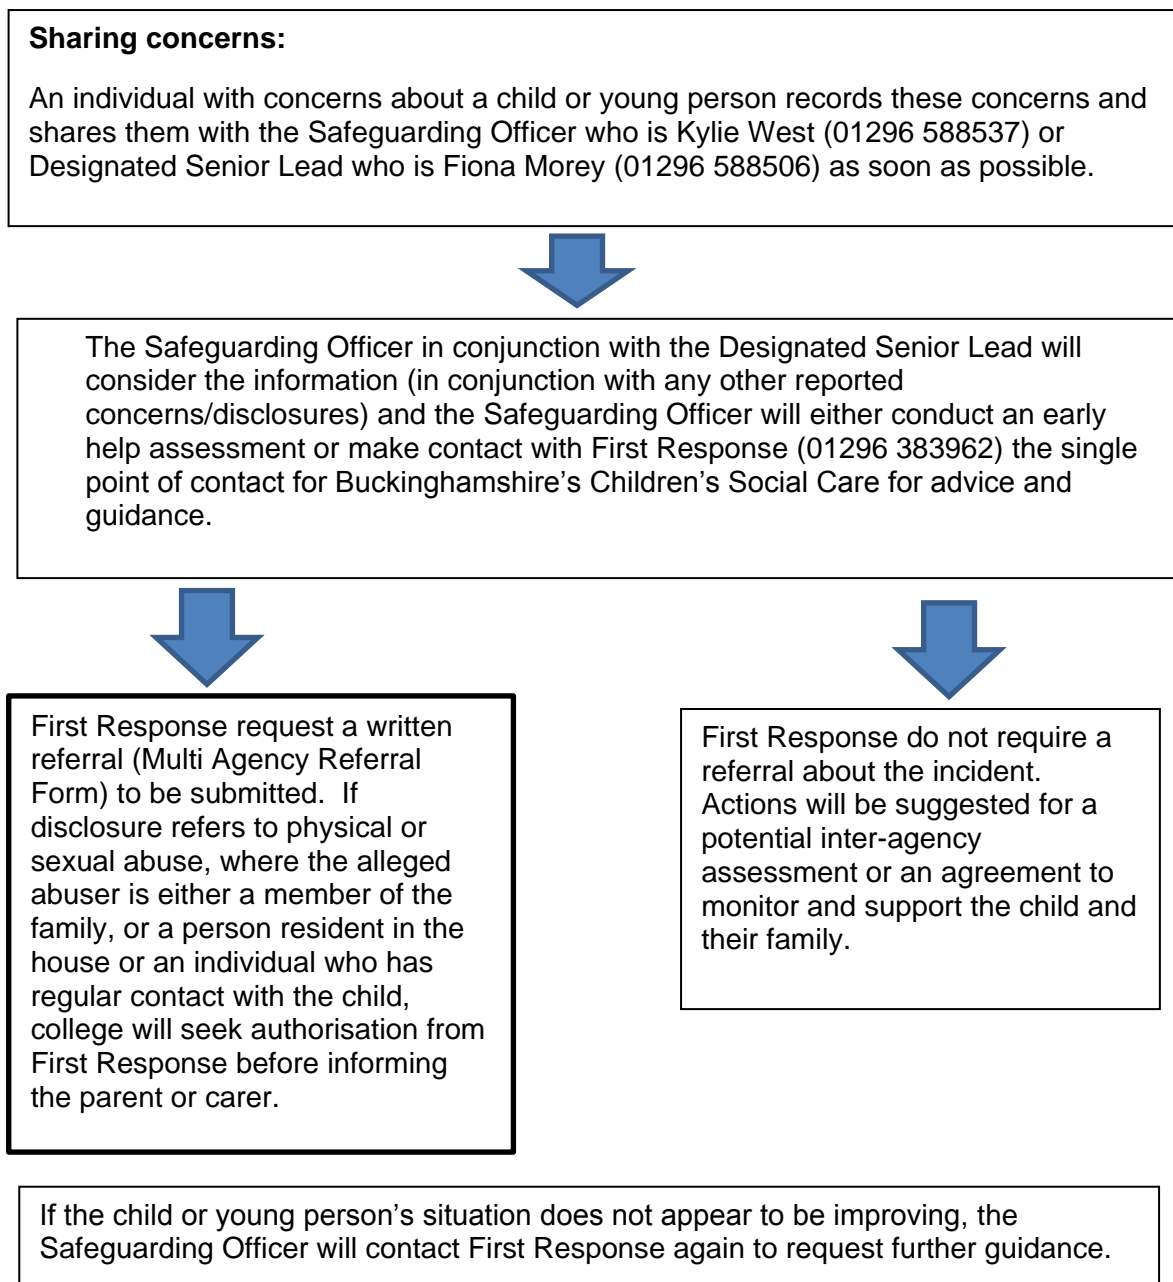 Sharing concerns:
An individual with concerns about a child or young person records these concerns and
shares them with the Safeguarding Officer who is Kylie West (01296 588537) or
Designated Senior Lead who is Fiona Morey (01296 588506) as soon as possible.
The Safeguarding Officer in conjunction with the Designated Senior Lead will
consider the information (in conjunction with any other reported
concerns/disclosures) and the Safeguarding Officer will either conduct an early
help assessment or make contact with First Response (01296 383962) the single
point of contact for Buckinghamshire’s Children’s Social Care for advice and
guidance.
First Response request a written
referral (Multi Agency Referral
Form) to be submitted.  If
disclosure refers to physical or
sexual abuse, where the alleged
abuser is either a member of the
family, or a person resident in the
house or an individual who has
regular contact with the child,
college will seek authorisation from
First Response before informing
the parent or carer.
First Response do not require a
referral about the incident.
Actions will be suggested for a
potential inter-agency
assessment or an agreement to
monitor and support the child and
their family.
If the child or young person’s situation does not appear to be improving, the
Safeguarding Officer will contact First Response again to request further guidance.